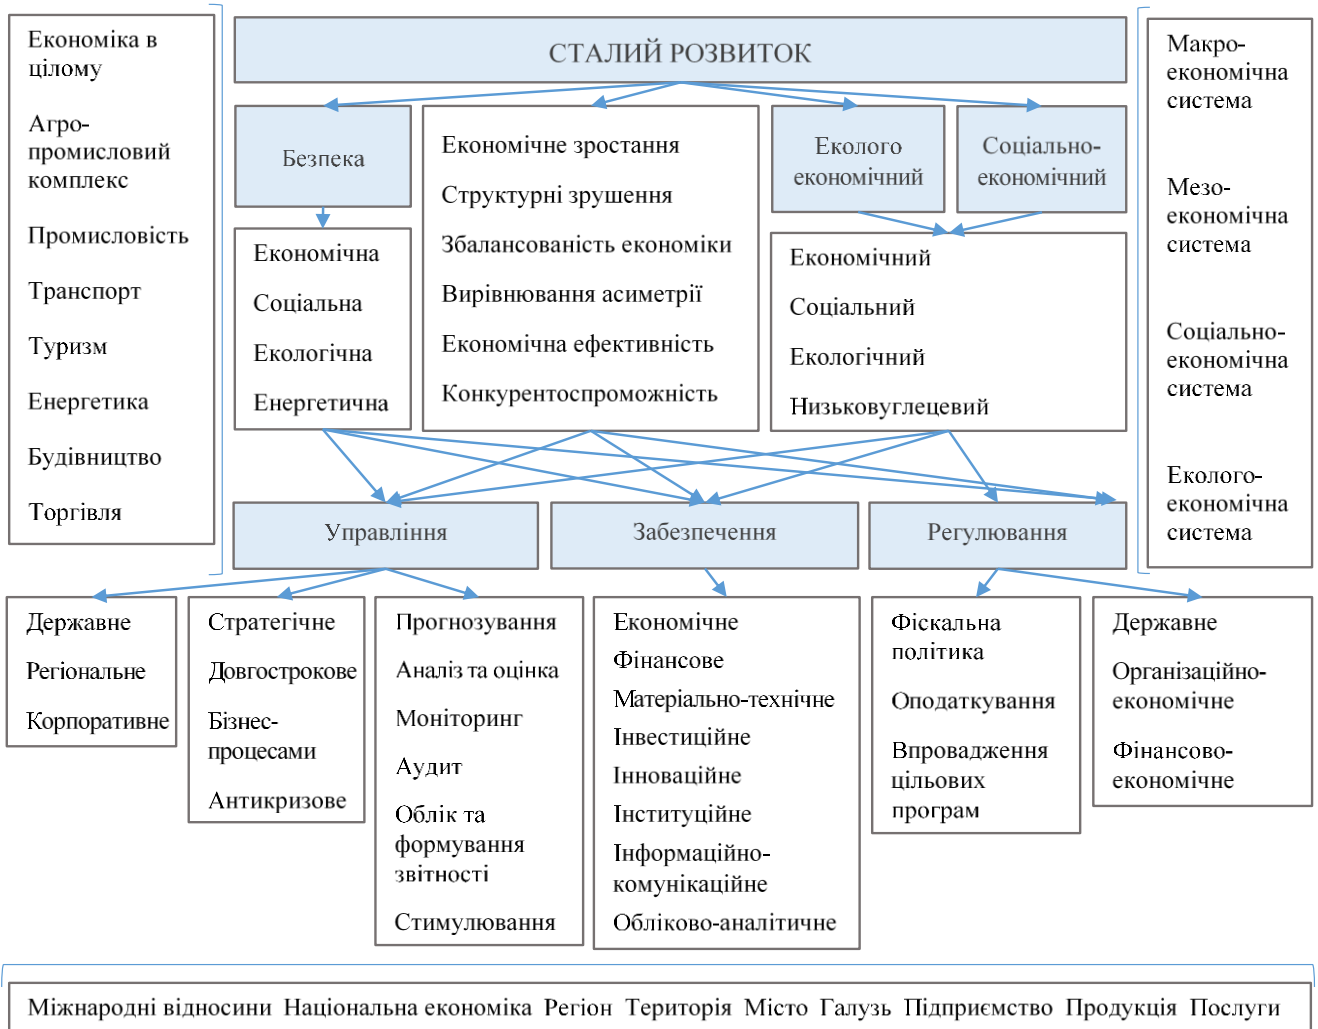 Економіка в
цілому
Агро-
промисловий
комплекс
Промисловість
Транспорт
Туризм
Енергетика
Будівництво
Торгівля
СТАЛИЙ РОЗВИТОК
Безпека
Економічна
Соціальна
Екологічна
Енергетична
Економічне зростання
Структурні зрушення
Збалансованість економіки
Вирівнювання асиметрії
Економічна ефективність
Конкурентоспроможність
Еколого
економічний
Соціально-
економічний
Економічний
Соціальний
Екологічний
Низьковуглецевий
Макро-
економічна
система
Мезо-
економічна
система
Соціально-
економічна
система
Еколого-
економічна
система
Управління
Забезпечення
Регулювання
Державне
Регіональне
Корпоративне
Стратегічне
Довгострокове
Бізнес-
процесами
Антикризове
Прогнозування
Аналіз та оцінка
Моніторинг
Аудит
Облік та
формування
звітності
Стимулювання
Економічне
Фінансове
Матеріально-технічне
Інвестиційне
Інноваційне
Інституційне
Інформаційно-
комунікаційне
Обліково-аналітичне
Фіскальна
політика
Оподаткування
Впровадження
цільових
програм
Державне
Організаційно-
економічне
Фінансово-
економічне
Міжнародні відносини Національна економіка Регіон Територія Місто Галузь Підприємство Продукція Послуги